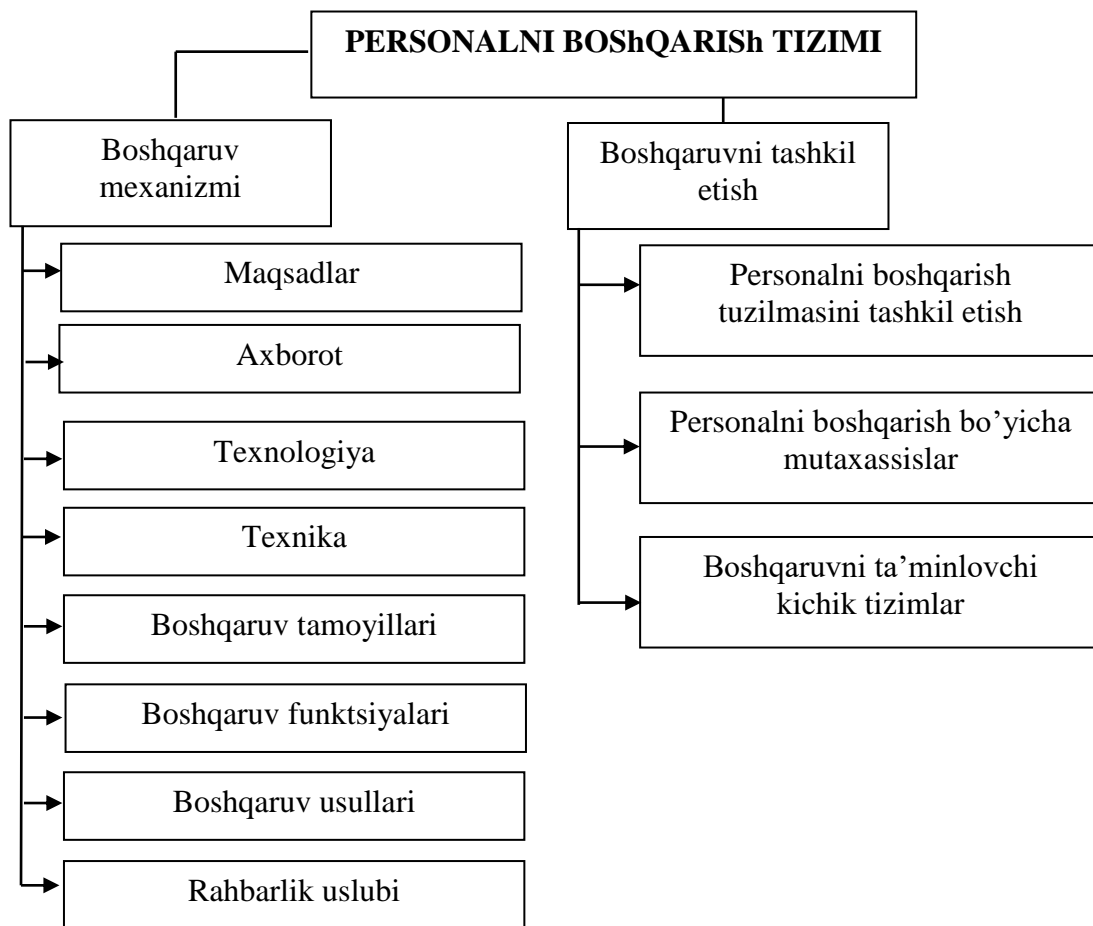 PERSONALNI BOShQARISh TIZIMI
Boshqaruv
mexanizmi
Maqsadlar
Axborot
Texnologiya
Texnika
Boshqaruv tamoyillari
Boshqaruv funktsiyalari
Boshqaruv usullari
Rahbarlik uslubi
Boshqaruvni tashkil
etish
Personalni boshqarish
tuzilmasini tashkil etish
Personalni boshqarish bo’yicha
mutaxassislar
Boshqaruvni ta’minlovchi
kichik tizimlar